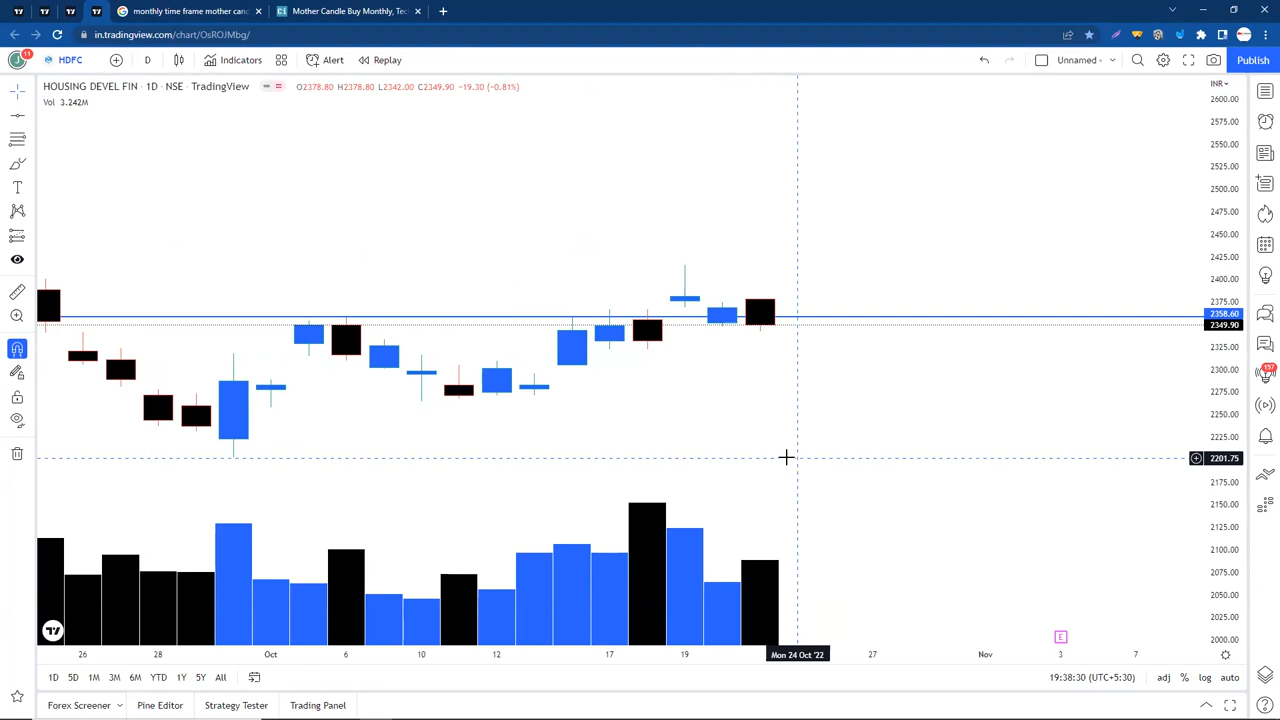 monthly time frame mother cand
Mother Candle Buy Monthly, Tec
in.tradingview.com/chart/OsROJMbg/
11
HDFC
D
Indicators
Alert
Replay
Unnamed
Publish
HOUSING DEVEL FIN · 1D · NSE · TradingView
O2378.80 H2378.80 L2342.00 C2349.90 −19.30 (−0.81%)
Vol 3.242M
INR
2600.00
2575.00
2550.00
2525.00
2500.00
2475.00
2450.00
2425.00
2400.00
2375.00
2358.60
2349.90
2325.00
2300.00
2275.00
2250.00
2225.00
2201.75
2175.00
2150.00
2125.00
2100.00
2075.00
2050.00
2025.00
2000.00
157
E
26 28 Oct 6 10 12 17 19 Mon 24 Oct '22 27 Nov 3 7
1D 5D 1M 3M 6M YTD 1Y 5Y All
19:38:30 (UTC+5:30)
adj % log auto
Forex Screener
Pine Editor
Strategy Tester
Trading Panel